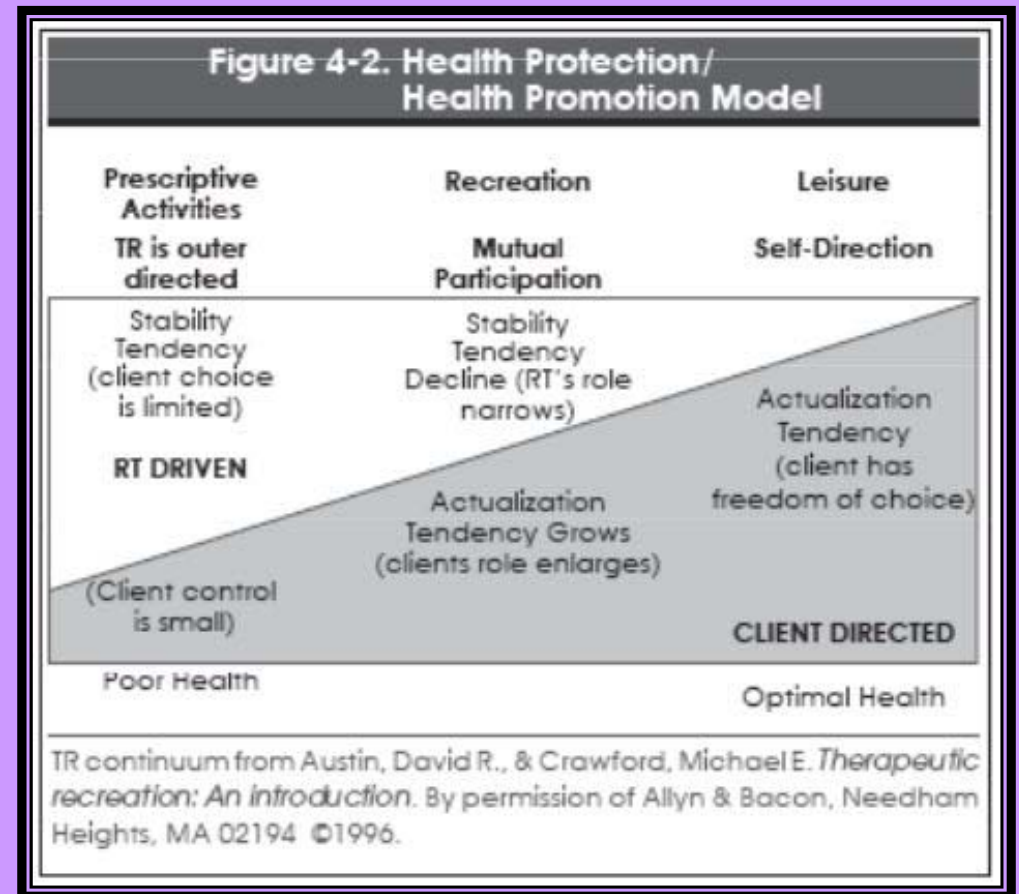 Figure 4-2. Health Protection/
Health Promotion Model
Prescriptive
Activities
TR is outer
directed
Recreation
Mutual
Participation
Leisure
Self-Direction
Stability
Tendency
(client choice
is limited)
RT DRIVEN
(Client control
is small)
Stability
Tendency
Decline (RT's role
narrows)
Actualization
Tendency Grows
(clients role enlarges)
Actualization
Tendency
(client has
freedom of choice)
CLIENT DIRECTED
Poor Health
Optimal Health
TR continuum from Austin, David R., & Crawford, Michael E. Therapeutic
recreation: An introduction. By permission of Allyn & Bacon, Needham
Heights, MA 02194 ©1996.